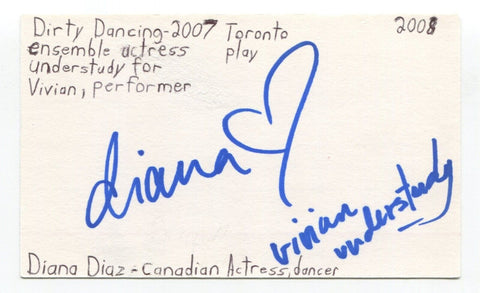 Dirty Dancing-2007 Toronto 2008
ensemble actress play
understudy for
Vivian, performer
diana
vivian
understudy
Diana Diaz - Canadian Actress, dancer